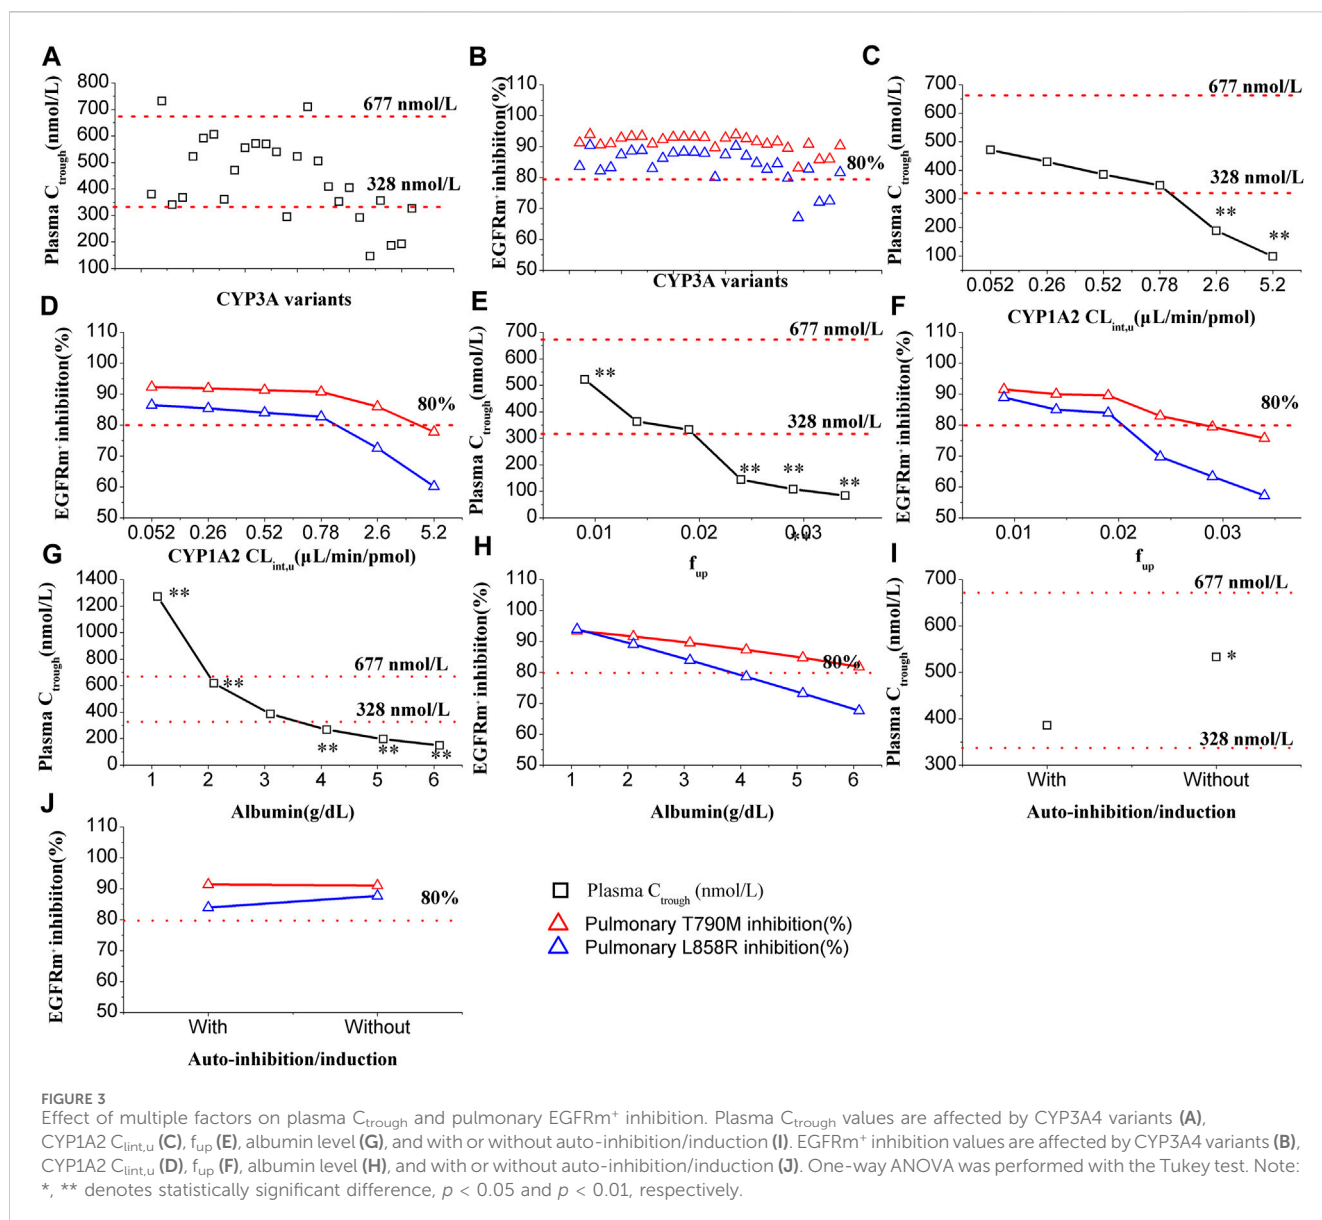 A
Plasma Ctrough(nmol/L)
800
700
600
500
400
300
200
100
677 nmol/L
328 nmol/L
CYP3A variants
B
EGFRm+ inhibition(%)
110
100
90
80
70
60
50
80%
CYP3A variants
C
Plasma Ctrough(nmol/L)
700
600
500
400
300
200
100
677 nmol/L
328 nmol/L
** **
0.052 0.26 0.52 0.78 2.6 5.2
CYP1A2 CLint,u(µL/min/pmol)
D
EGFRm+ inhibiiton(%)
110
100
90
80
70
60
50
80%
0.052 0.26 0.52 0.78 2.6 5.2
CYP1A2 CLint,u(µL/min/pmol)
E
Plasma Ctrough(nmol/L)
700
600
500
400
300
200
100
0
677 nmol/L
**
328 nmol/L
** ** **
0.01 0.02 0.03
**
fup
F
EGFRm+ inhibiiton(%)
110
100
90
80
70
60
50
80%
0.01 0.02 0.03
fup
G
Plasma Ctrough(nmol/L)
1400
1200
1000
800
600
400
200
0
**
677 nmol/L
**
328 nmol/L
** ** **
1 2 3 4 5 6
Albumin(g/dL)
H
EGFRm+ inhibiiton(%)
110
100
90
80
70
60
50
80%
1 2 3 4 5 6
Albumin(g/dL)
I
Plasma Ctrough(nmol/L)
700
600
500
400
300
677 nmol/L
*
328 nmol/L
With Without
Auto-inhibition/induction
J
EGFRm+ inhibiiton(%)
110
100
90
80
70
60
50
80%
With Without
Auto-inhibition/induction
Plasma Ctrough (nmol/L)
Pulmonary T790M inhibition(%)
Pulmonary L858R inhibition(%)
FIGURE 3
Effect of multiple factors on plasma Ctrough and pulmonary EGFRm+ inhibition. Plasma Ctrough values are affected by CYP3A4 variants (A),
CYP1A2 Clint,u (C), fup (E), albumin level (G), and with or without auto-inhibition/induction (I). EGFRm+ inhibition values are affected by CYP3A4 variants (B),
CYP1A2 Clint,u (D), fup (F), albumin level (H), and with or without auto-inhibition/induction (J). One-way ANOVA was performed with the Tukey test. Note:
*, ** denotes statistically significant difference, p < 0.05 and p < 0.01, respectively.